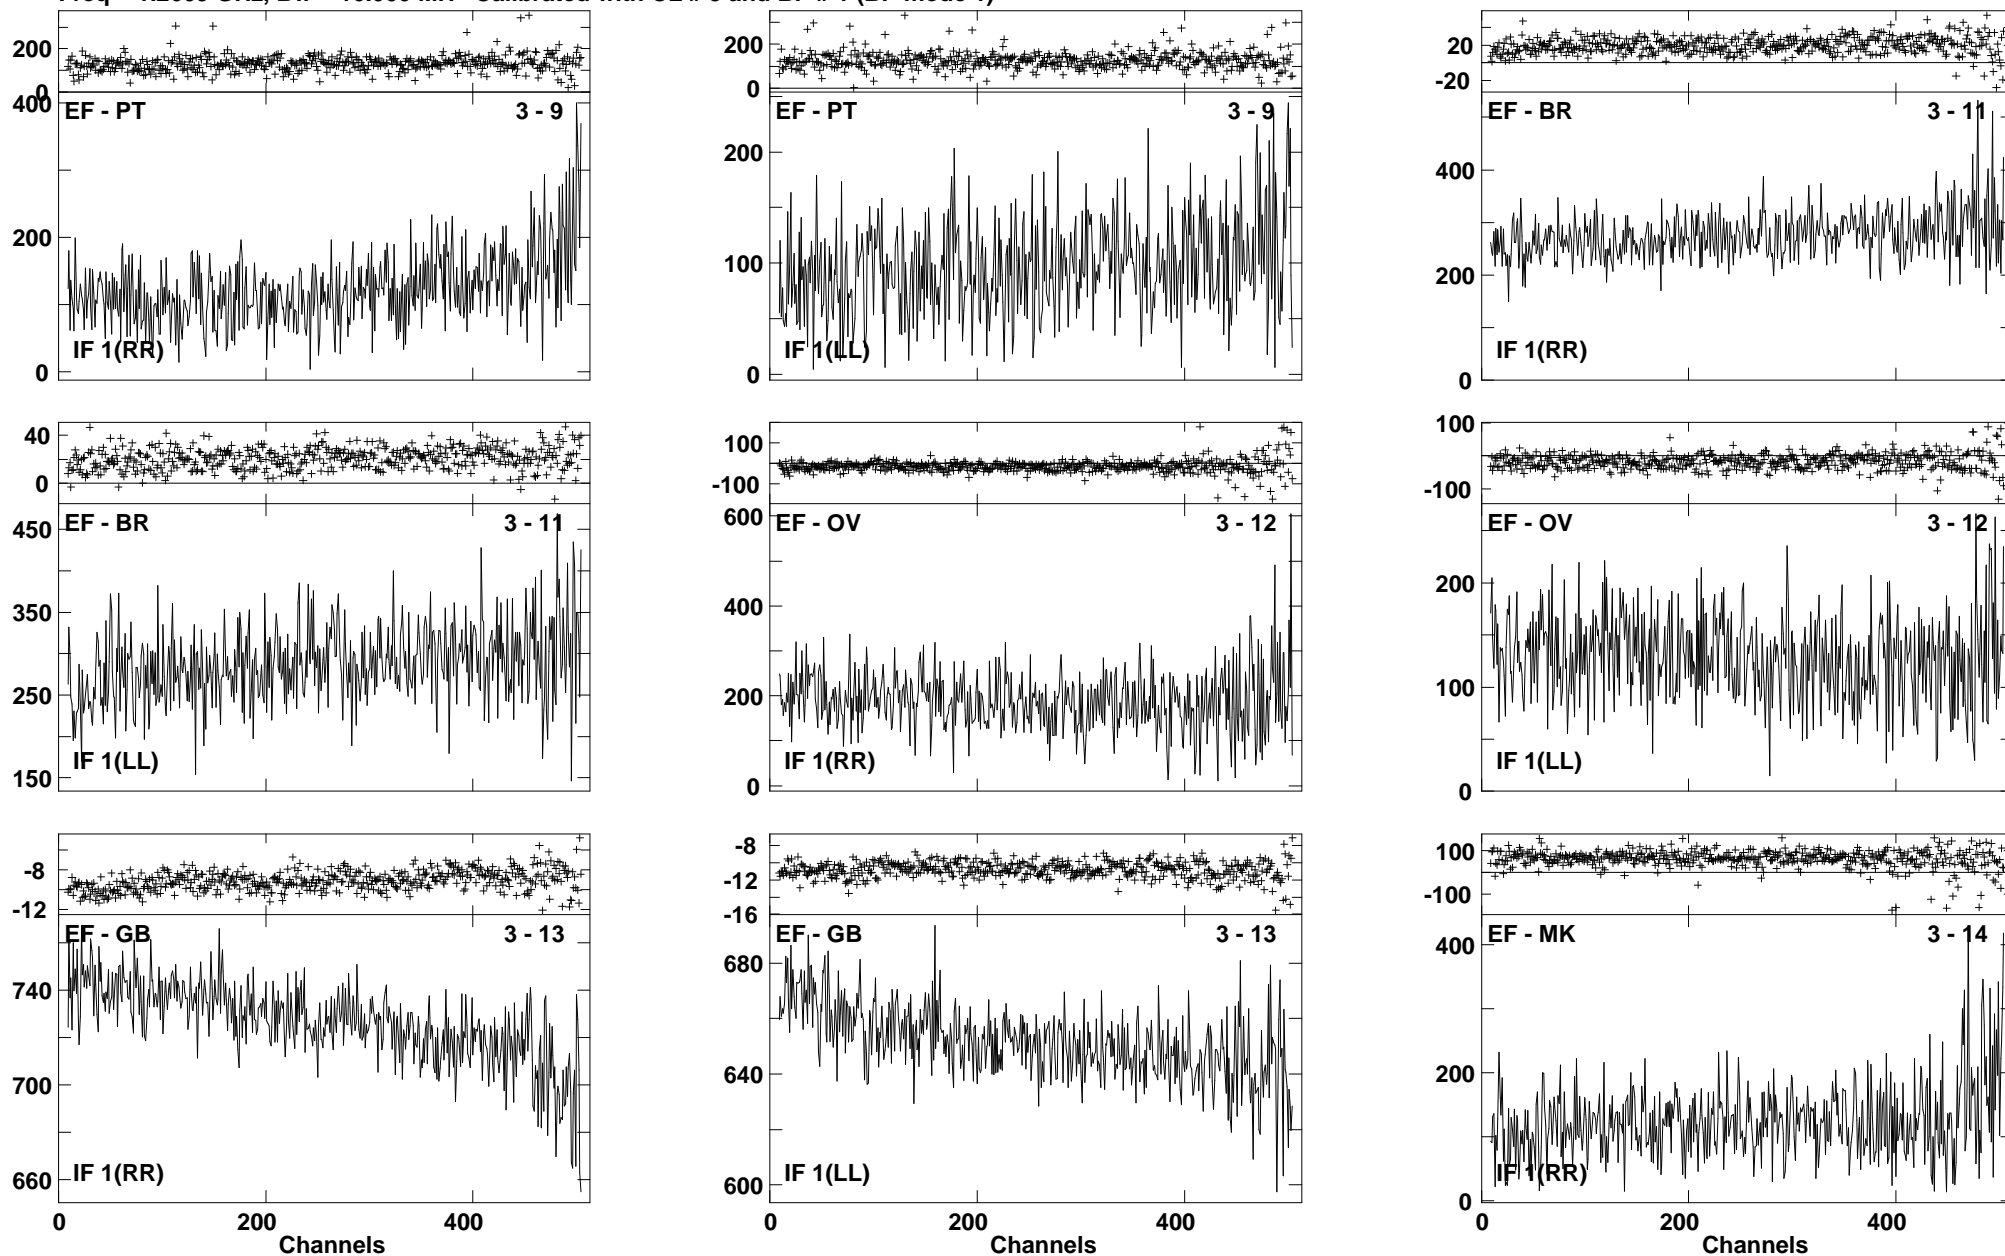 200
0
400
EF - PT
3 - 9
200
0
IF 1(RR)
200
0
EF - PT
3 - 9
200
100
0
IF 1(LL)
20
-20
EF - BR
3 - 11
400
200
0
IF 1(RR)
40
0
EF - BR
3 - 11
450
350
250
150
IF 1(LL)
100
-100
600
EF - OV
3 - 12
400
200
0
IF 1(RR)
100
-100
EF - OV
3 - 12
200
100
0
IF 1(LL)
-8
-12
EF - GB
3 - 13
740
700
660
IF 1(RR)
0 200 400
Channels
-8
-12
-16
EF - GB
3 - 13
680
640
600
IF 1(LL)
0 200 400
Channels
100
-100
EF - MK
3 - 14
400
200
0
IF 1(RR)
0 200 400
Channels